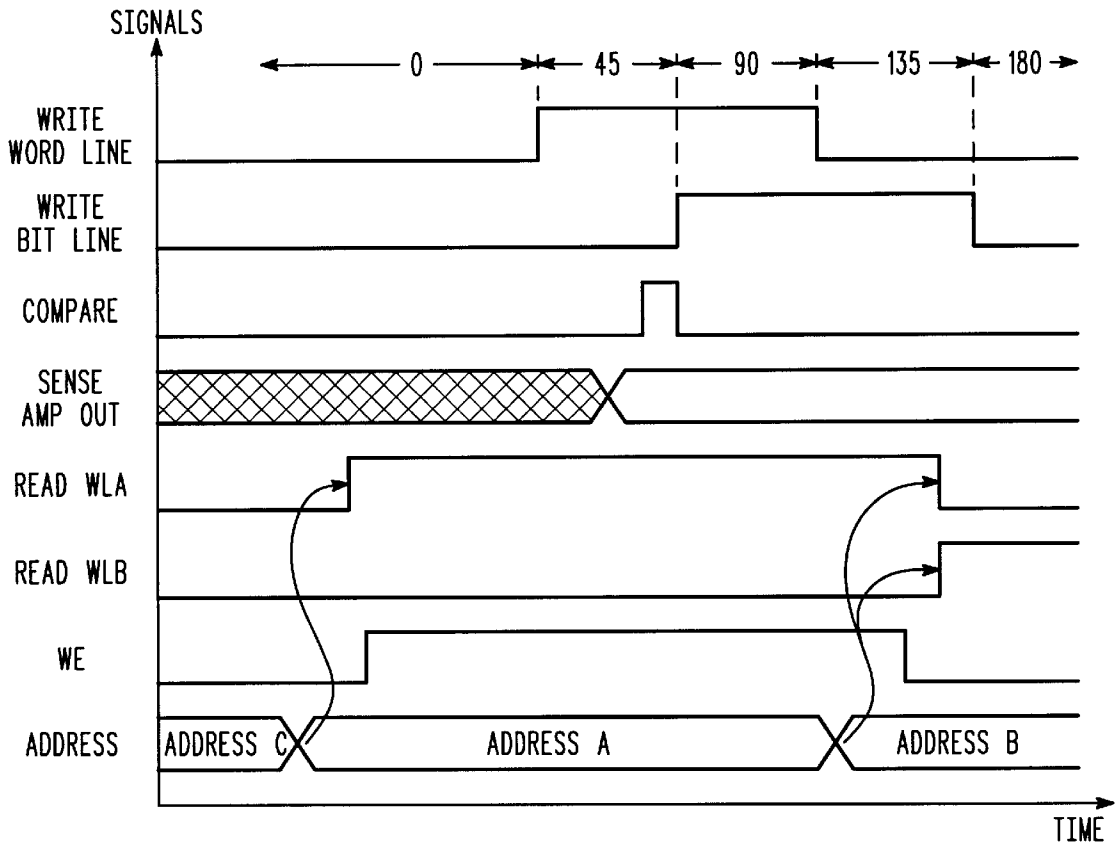 SIGNALS
0 45 90 135 180
WRITE
WORD LINE
WRITE
BIT LINE
COMPARE
SENSE
AMP OUT
READ WLA
READ WLB
WE
ADDRESS ADDRESS C ADDRESS A ADDRESS B
TIME